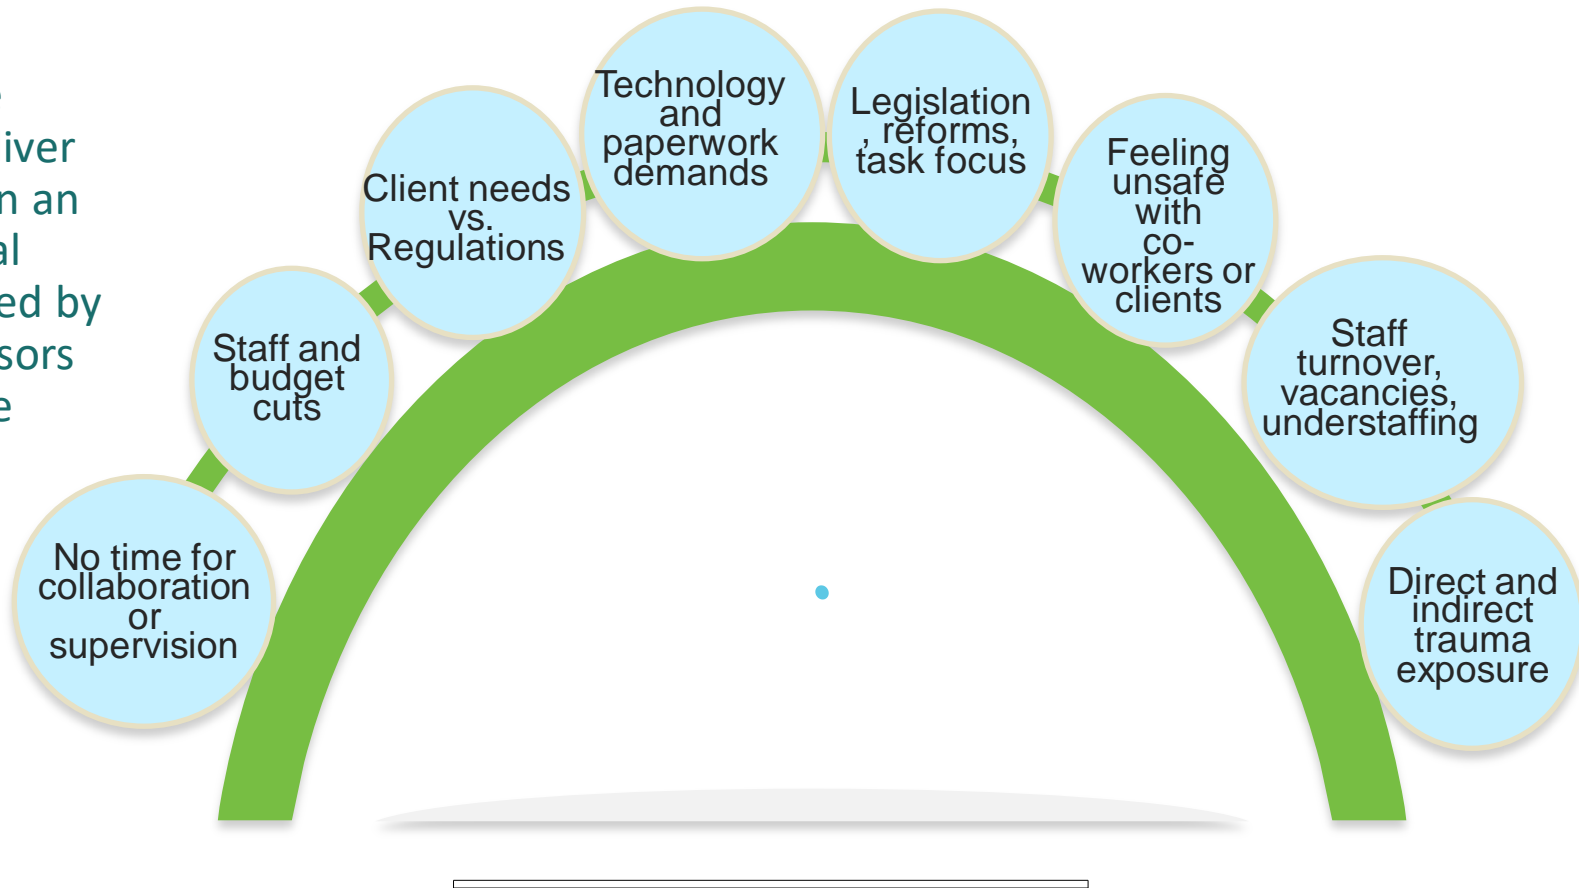 iver
n an
al
ed by
sors
e
No time for
collaboration
or
supervision
Staff and
budget
cuts
Client needs
vs.
Regulations
Technology
and
paperwork
demands
Legislation
, reforms,
task focus
Feeling
unsafe
with
co-
workers or
clients
Staff
turnover,
vacancies,
understaffing
Direct and
indirect
trauma
exposure